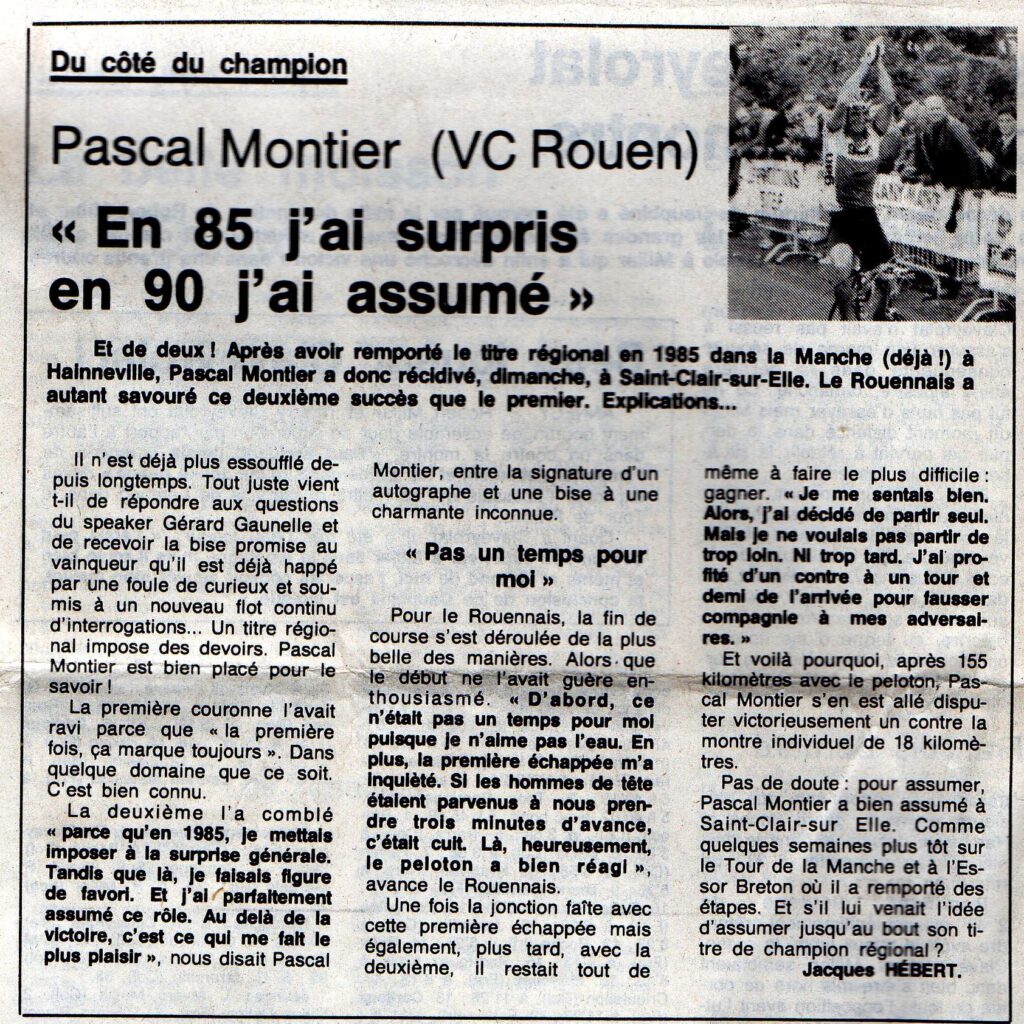 Du côté du champion
Pascal Montier (VC Rouen)
« En 85 j'ai surpris
en 90 j'ai assumé »
Et de deux ! Après avoir remporté le titre régional en 1985 dans la Manche (déjà !) à
Hainneville, Pascal Montier a donc récidivé, dimanche, à Saint-Clair-sur-Elle. Le Rouennais a
autant savouré ce deuxième succès que le premier. Explications...
Il n'est déjà plus essoufflé de-
puis longtemps. Tout juste vient
t-il de répondre aux questions
du speaker Gérard Gaunelle et
de recevoir la bise promise au
vainqueur qu'il est déjà happé
par une foule de curieux et sou-
mis à un nouveau flot continu
d'interrogations... Un titre régio-
nal impose des devoirs. Pascal
Montier est bien placé pour le
savoir !
La première couronne l'avait
ravi parce que « la première
fois, ça marque toujours ». Dans
quelque domaine que ce soit.
C'est bien connu.
La deuxième l'a comblé
« parce qu'en 1985, je mettais
imposer à la surprise générale.
Tandis que là, je faisais figure
de favori. Et j'ai parfaitement
assumé ce rôle. Au delà de la
victoire, c'est ce qui me fait le
plus plaisir », nous disait Pascal
Montier, entre la signature d'un
autographe et une bise à une
charmante inconnue.
« Pas un temps pour
moi »
Pour le Rouennais, la fin de
course s'est déroulée de la plus
belle des manières. Alors que
le début ne l'avait guère en-
thousiasmé. « D'abord, ce
n'était pas un temps pour moi
puisque je n'aime pas l'eau. En
plus, la première échappée m'a
inquièté. Si les hommes de tête
étaient parvenus à nous pren-
dre trois minutes d'avance,
c'était cuit. Là, heureusement,
le peloton a bien réagi »,
avance le Rouennais.
Une fois la jonction faîte avec
cette première échappée mais
également, plus tard, avec la
deuxième, il restait tout de
même à faire le plus difficile :
gagner. « Je me sentais bien.
Alors, j'ai décidé de partir seul.
Mais je ne voulais pas partir de
trop loin. Ni trop tard. J'ai pro-
fité d'un contre à un tour et
demi de l'arrivée pour fausser
compagnie à mes adversai-
res. »
Et voilà pourquoi, après 155
kilomètres avec le peloton, Pas-
cal Montier s'en est allé dispu-
ter victorieusement un contre la
montre individuel de 18 kilomè-
tres.
Pas de doute : pour assumer,
Pascal Montier a bien assumé à
Saint-Clair-sur Elle. Comme
quelques semaines plus tôt sur
le Tour de la Manche et à l'Es-
sor Breton où il a remporté des
étapes. Et s'il lui venait l'idée
d'assumer jusqu'au bout son ti-
tre de champion régional ?
Jacques HÉBERT.